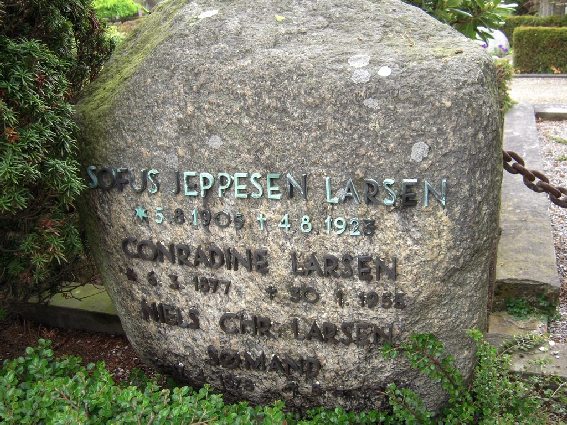 SOFUS JEPPESEN LARSEN
* 5.8.1905 + 4.8.1923
CONRADINE LARSEN
* 6.3.1877 + 30.1.1955
NIELS CHR. LARSEN
SØMAND